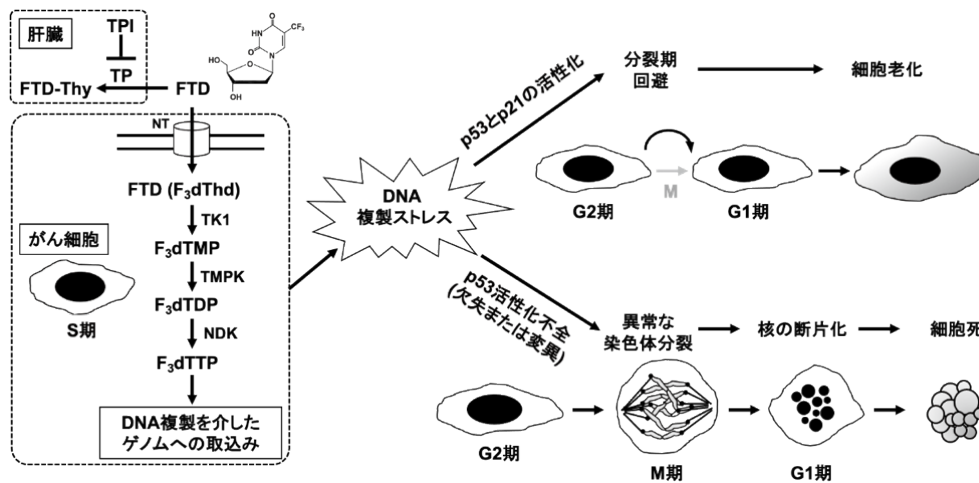 肝臓
TPI
TP
FTD-Thy
FTD
O
NH
CF₃
O
N
HO
O
OH
NT
FTD (F₃dThd)
TK1
がん細胞
F₃dTMP
TMPK
F₃dTDP
S期
NDK
F₃dTTP
DNA複製を介した
ゲノムへの取込み
DNA
複製ストレス
p53とp21の活性化
分裂期
回避
細胞老化
M
G2期
G1期
p53活性化不全
(欠失または変異)
異常な
染色体分裂
核の断片化
細胞死
G2期
M期
G1期